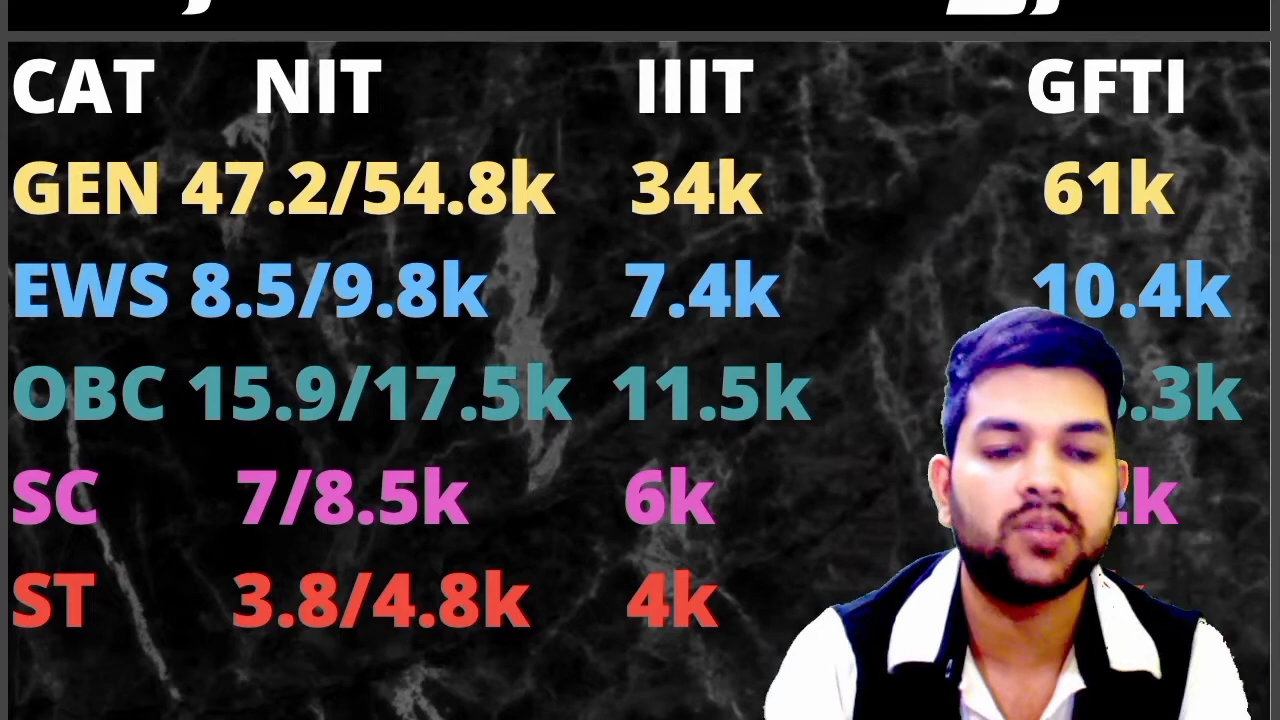 CAT NIT IIIT GFTI
GEN 47.2/54.8k 34k 61k
EWS 8.5/9.8k 7.4k 10.4k
OBC 15.9/17.5k 11.5k
SC 7/8.5k 6k
ST 3.8/4.8k 4k